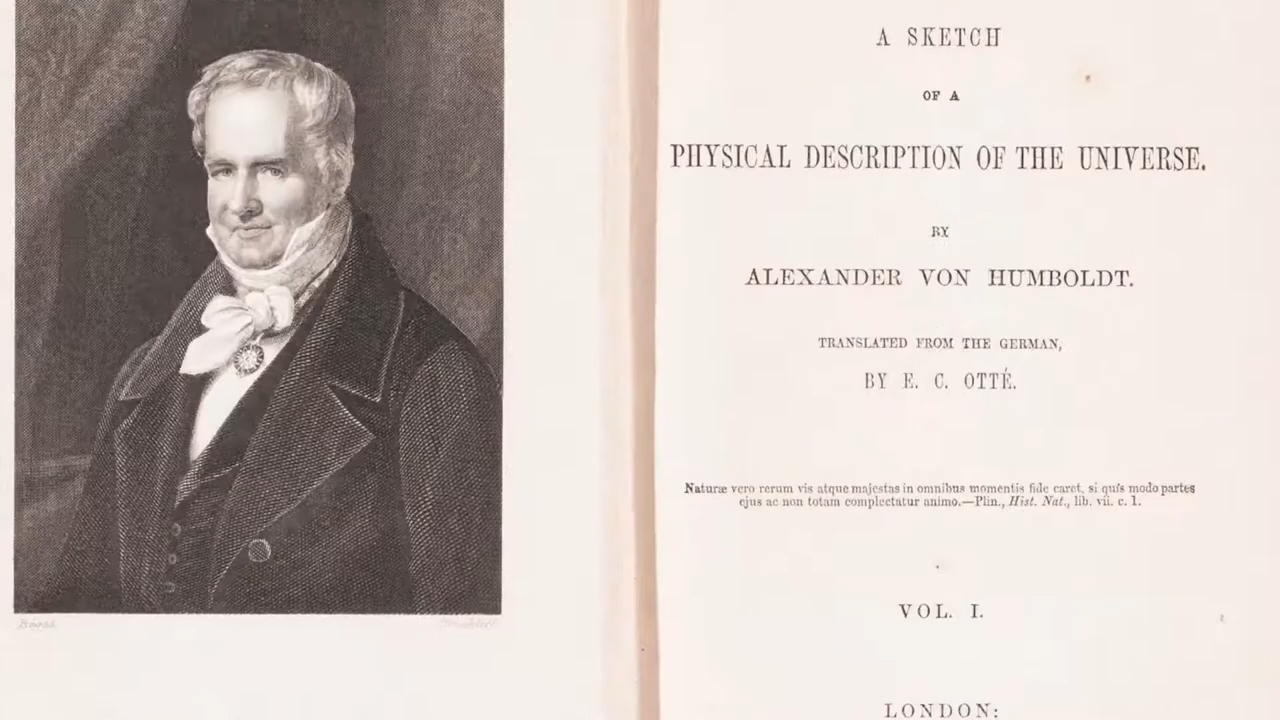 A SKETCH
OF A
PHYSICAL DESCRIPTION OF THE UNIVERSE.
BY
ALEXANDER VON HUMBOLDT.
TRANSLATED FROM THE GERMAN,
BY E. C. OTTÉ.
Naturæ vero rerum vis atque majestas in omnibus momentis fide caret, si quis modo partes
ejus ac non totam complectatur animo.—Plin., Hist. Nat., lib. vii. c. 1.
VOL. I.
LONDON: